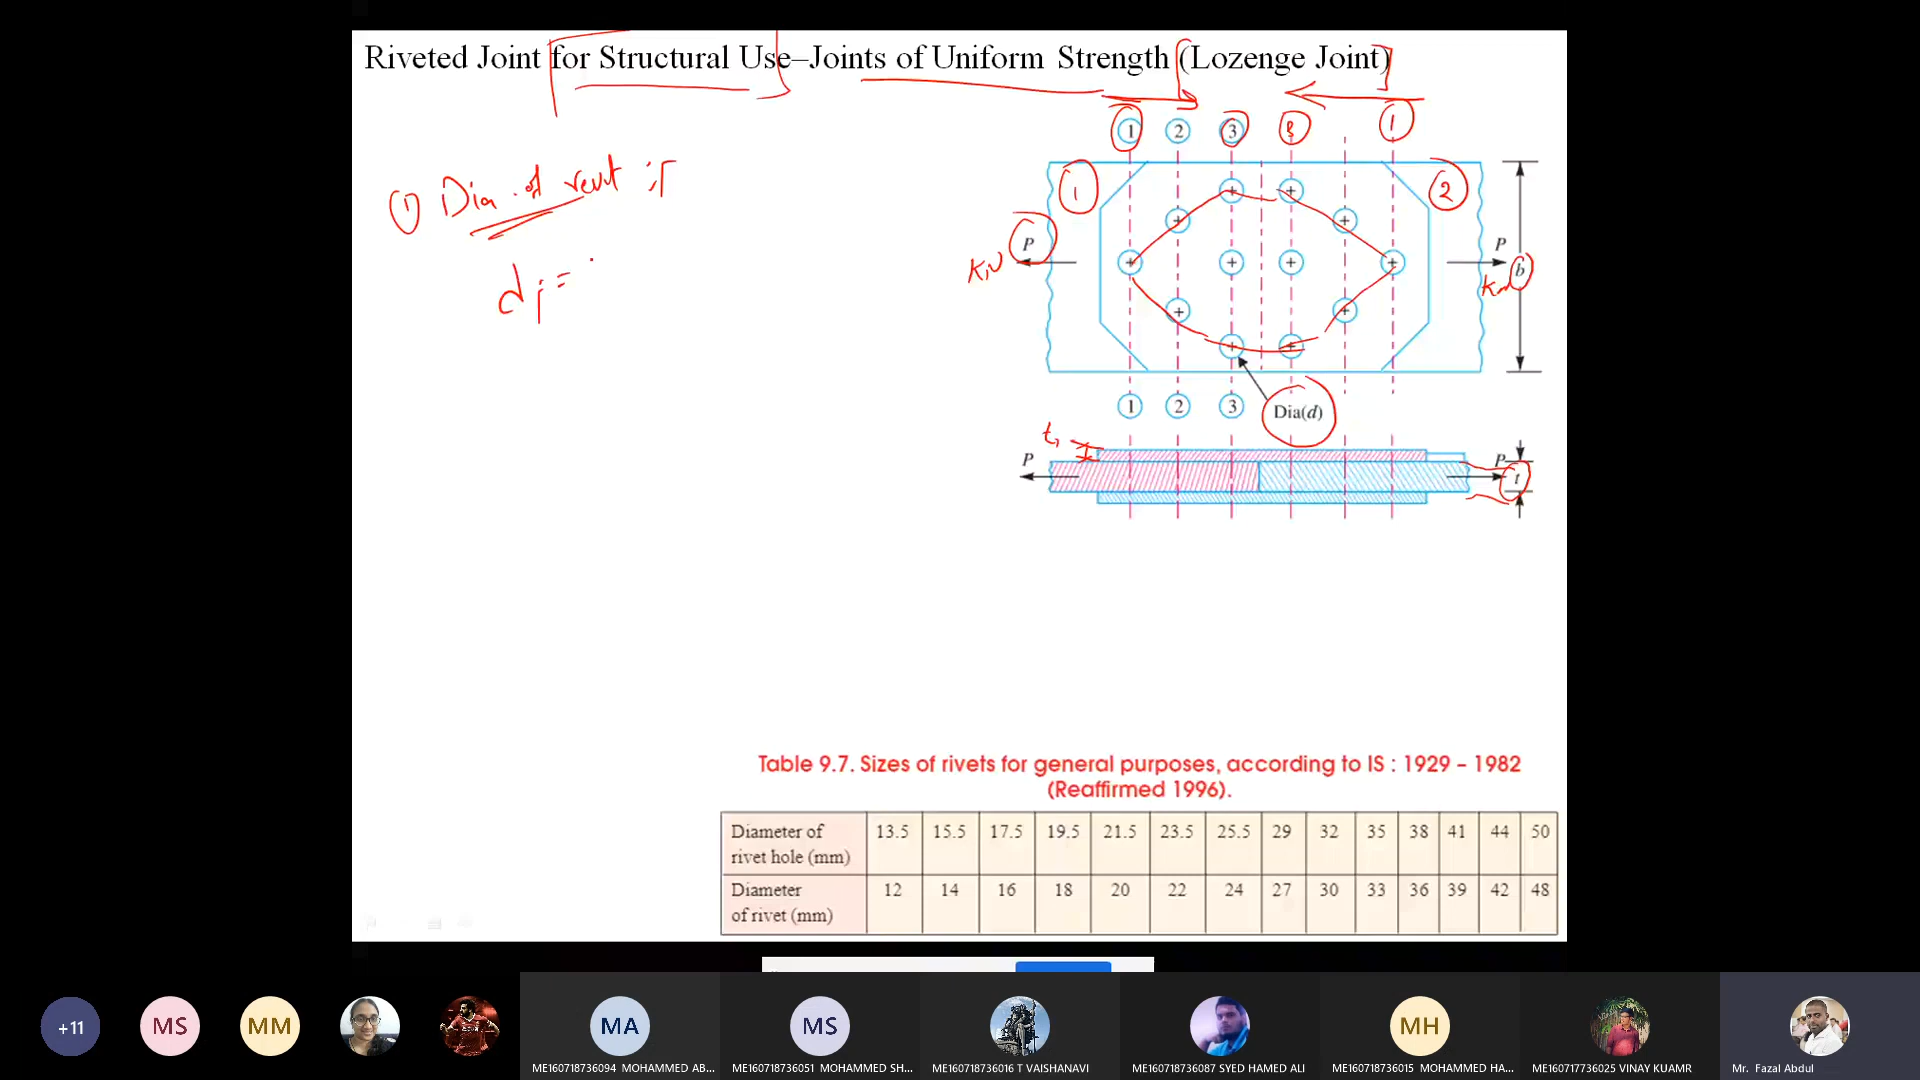 Riveted Joint for Structural Use–Joints of Uniform Strength (Lozenge Joint)
1 2 3 1
① Dia. of
1 2
P P
KN b
d
1 2 3 Dia(d)
t₁
P P t
Table 9.7. Sizes of rivets for general purposes, according to IS : 1929 – 1982
(Reaffirmed 1996).
Diameter of rivet hole (mm) 13.5 15.5 17.5 19.5 21.5 23.5 25.5 29 32 35 38 41 44 50
Diameter of rivet (mm) 12 14 16 18 20 22 24 27 30 33 36 39 42 48
+11 MS MM MA MS MH
ME160718736094 MOHAMMED AB... ME160718736051 MOHAMMED SH... ME160718736016 T VAISHANAVI ME160718736087 SYED HAMED ALI ME160718736015 MOHAMMED HA... ME160717736025 VINAY KUAMR Mr. Fazal Abdul